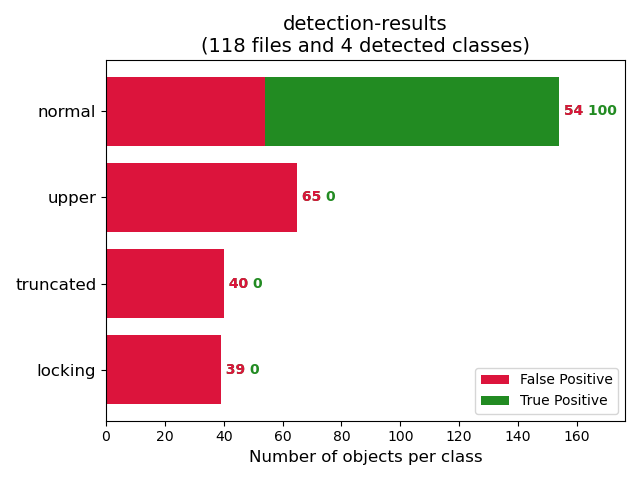 detection-results
(118 files and 4 detected classes)
normal
54 100
upper
65 0
truncated
40 0
locking
39 0
False Positive
True Positive
0 20 40 60 80 100 120 140 160
Number of objects per class